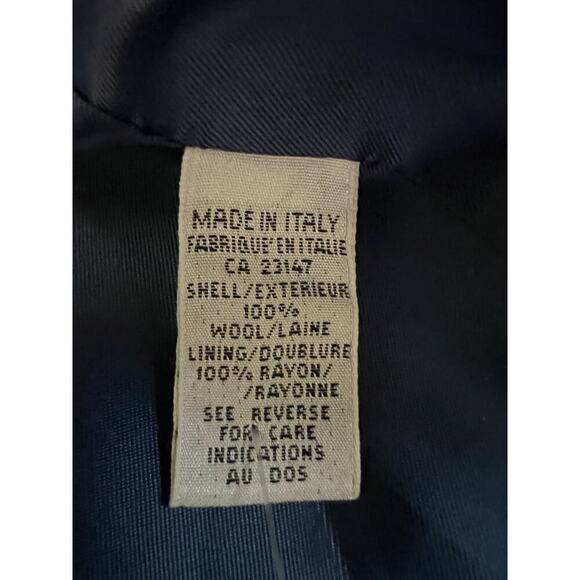 MADE IN ITALY
FABRIQUE EN ITALIE
CA 23147
SHELL/EXTERIEUR
100%
WOOL/LAINE
LINING/DOUBLURE
100% RAYON/
/RAYONNE
SEE REVERSE
FOR CARE
INDICATIONS
AU DOS